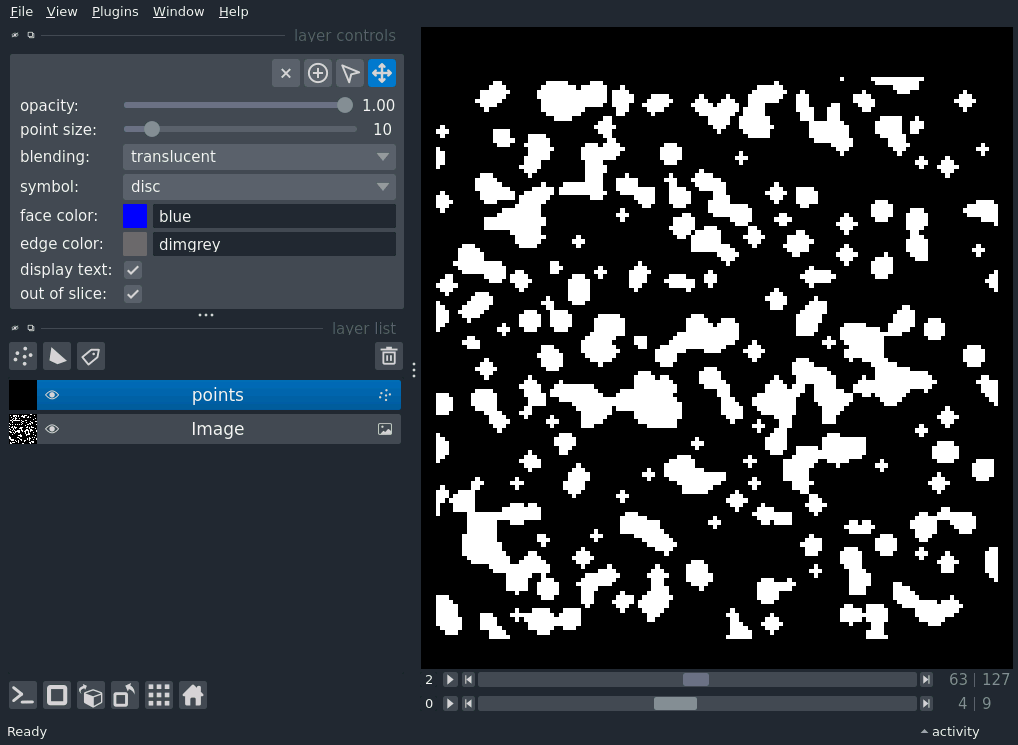 File View Plugins Window Help
layer controls
opacity: 1.00
point size: 10
blending: translucent
symbol: disc
face color: blue
edge color: dimgrey
display text:
out of slice:
layer list
points
Image
2 63 | 127
0 4 | 9
Ready activity